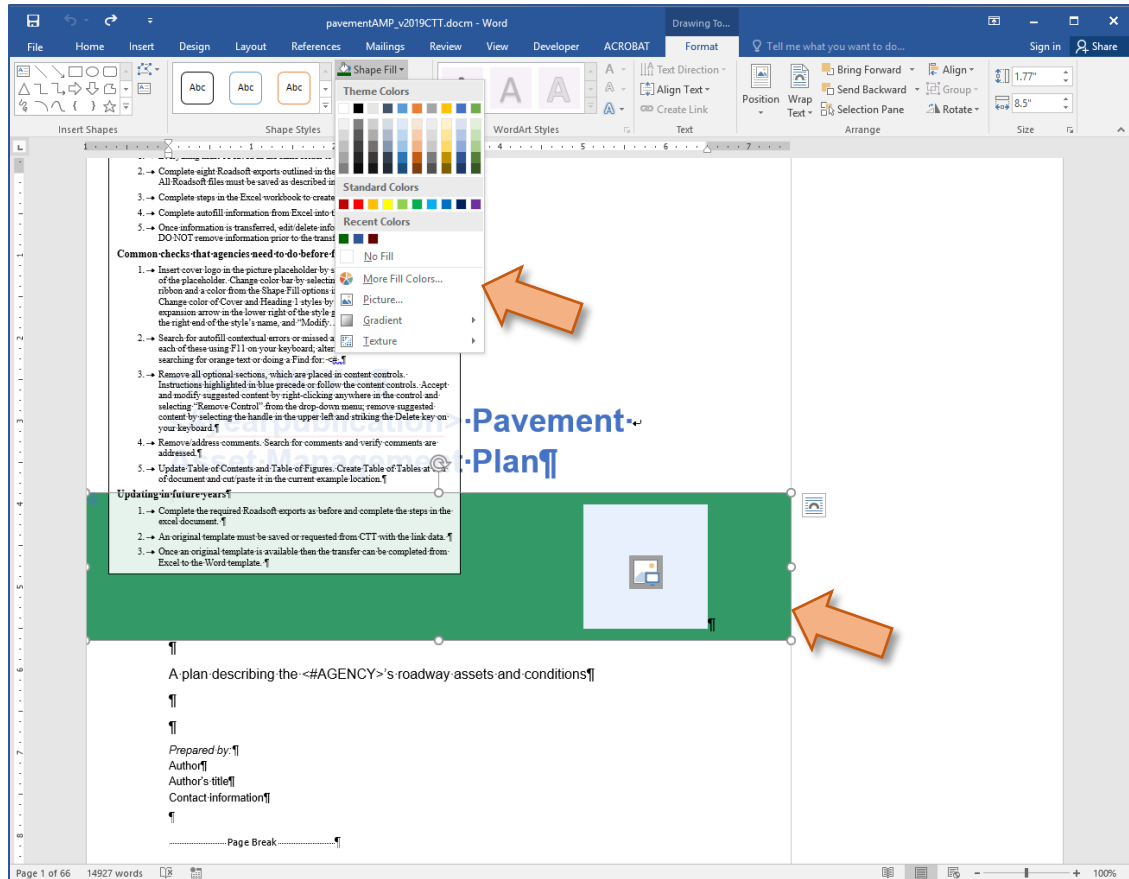 pavementAMP_v2019CTT.docm - Word
Drawing To...
File Home Insert Design Layout References Mailings Review View Developer ACROBAT Format Tell me what you want to do... Sign in Share
Shape Fill
Abc Abc Abc
Text Direction
Align Text
Create Link
Position
Wrap Text
Bring Forward
Send Backward
Selection Pane
Align
Group
Rotate
1.77"
8.5"
Insert Shapes Shape Styles WordArt Styles Text Arrange Size
Theme Colors
Standard Colors
Recent Colors
No Fill
More Fill Colors...
Picture...
Gradient
Texture
2. Complete eight Roadsoft exports outlined in the
All Roadsoft files must be saved as described in
3. Complete steps in the Excel workbook to create
4. Complete autofill information from Excel into
5. Once information is transferred, edit/delete
DO NOT remove information prior to the
Common checks that agencies need to do before
1. Insert cover logo in the picture placeholder by
of the placeholder. Change color bar by
ribbon and a color from the Shape Fill options
Change color of Cover and Heading 1 styles by
expansion arrow in the lower right of the style
the right end of the style's name, and "Modify...
2. Search for autofill contextual errors or missed
each of these using F11 on your keyboard;
searching for orange text or doing a Find for: <#.¶
3. Remove all optional sections, which are placed in content controls.
Instructions highlighted in blue precede or follow the content controls. Accept
and modify suggested content by right-clicking anywhere in the control and
selecting "Remove Control" from the drop-down menu; remove suggested
content by selecting the handle in the upper left and striking the Delete key on
your keyboard.¶
4. Remove/address comments. Search for comments and verify comments are
addressed.¶
5. Update Table of Contents and Table of Figures. Create Table of Tables at
of document and cut/paste it in the current example location.¶
Pavement
Asset Management Plan¶
Updating in future years¶
1. Complete the required Roadsoft exports as before and complete the steps in the
excel document. ¶
2. An original template must be saved or requested from CTT with the link data. ¶
3. Once an original template is available then the transfer can be completed from
Excel to the Word template. ¶
¶
¶
A plan describing the <#AGENCY>'s roadway assets and conditions¶
¶
¶
Prepared by:¶
Author¶
Author's title¶
Contact information¶
¶
Page Break¶
Page 1 of 66 14927 words 100%